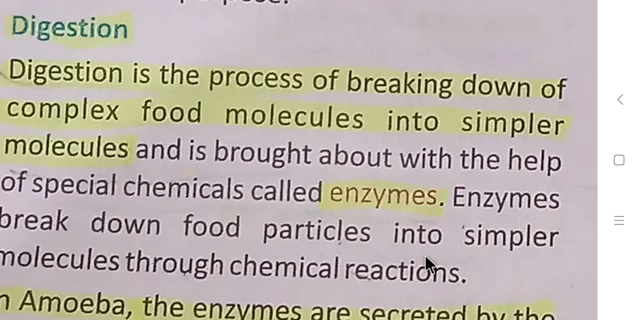 Digestion
Digestion is the process of breaking down of
complex food molecules into simpler
molecules and is brought about with the help
of special chemicals called enzymes. Enzymes
break down food particles into simpler
molecules through chemical reactions.
Amoeba, the enzymes are secreted by the